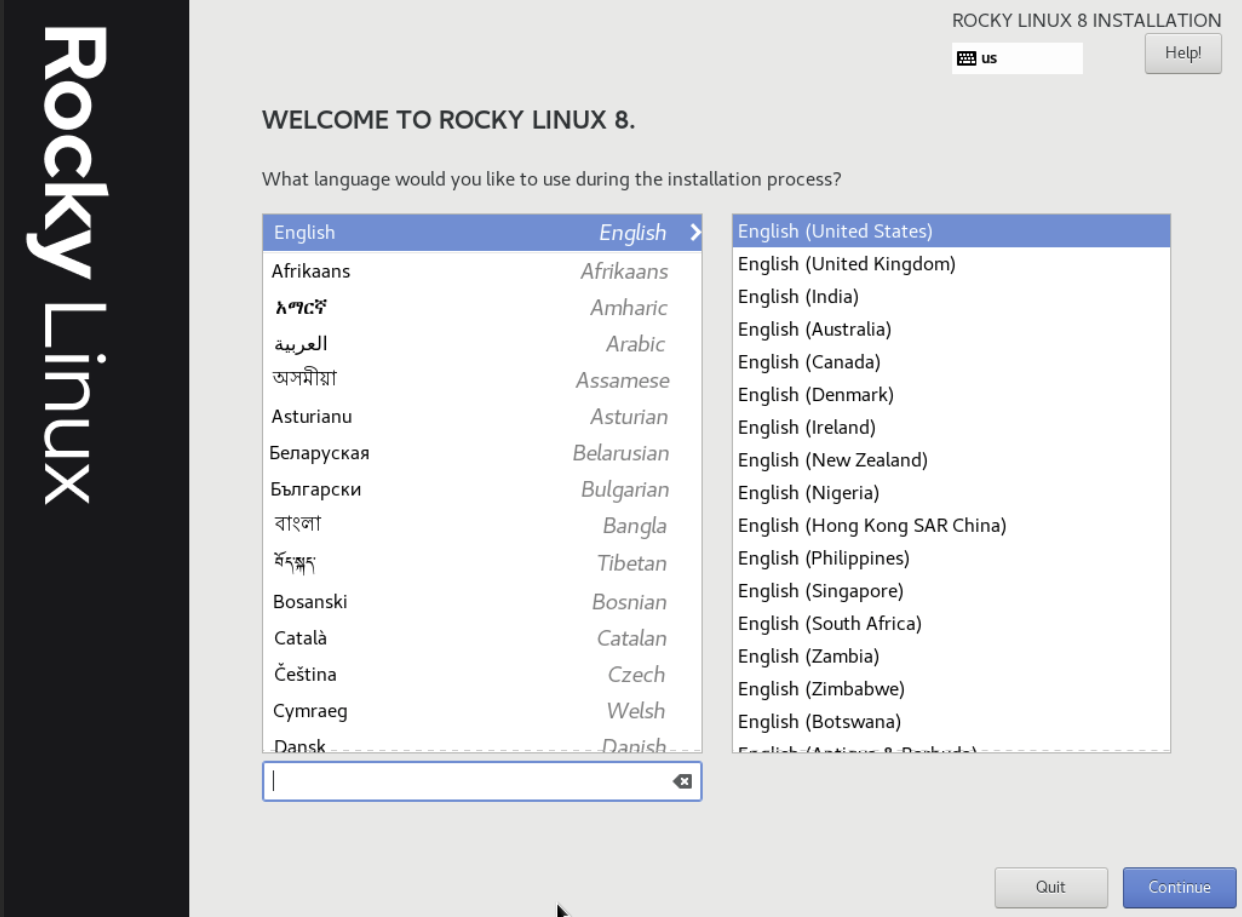 Rocky Linux
ROCKY LINUX 8 INSTALLATION
us
Help!
WELCOME TO ROCKY LINUX 8.
What language would you like to use during the installation process?
English English
Afrikaans Afrikaans
አማርኛ Amharic
العربية Arabic
অসমীয়া Assamese
Asturianu Asturian
Беларуская Belarusian
Български Bulgarian
বাংলা Bangla
བོད་སྐད་ Tibetan
Bosanski Bosnian
Català Catalan
Čeština Czech
Cymraeg Welsh
Dansk Danish
English (United States)
English (United Kingdom)
English (India)
English (Australia)
English (Canada)
English (Denmark)
English (Ireland)
English (New Zealand)
English (Nigeria)
English (Hong Kong SAR China)
English (Philippines)
English (Singapore)
English (South Africa)
English (Zambia)
English (Zimbabwe)
English (Botswana)
English (Antigua & Barbuda)
Quit
Continue